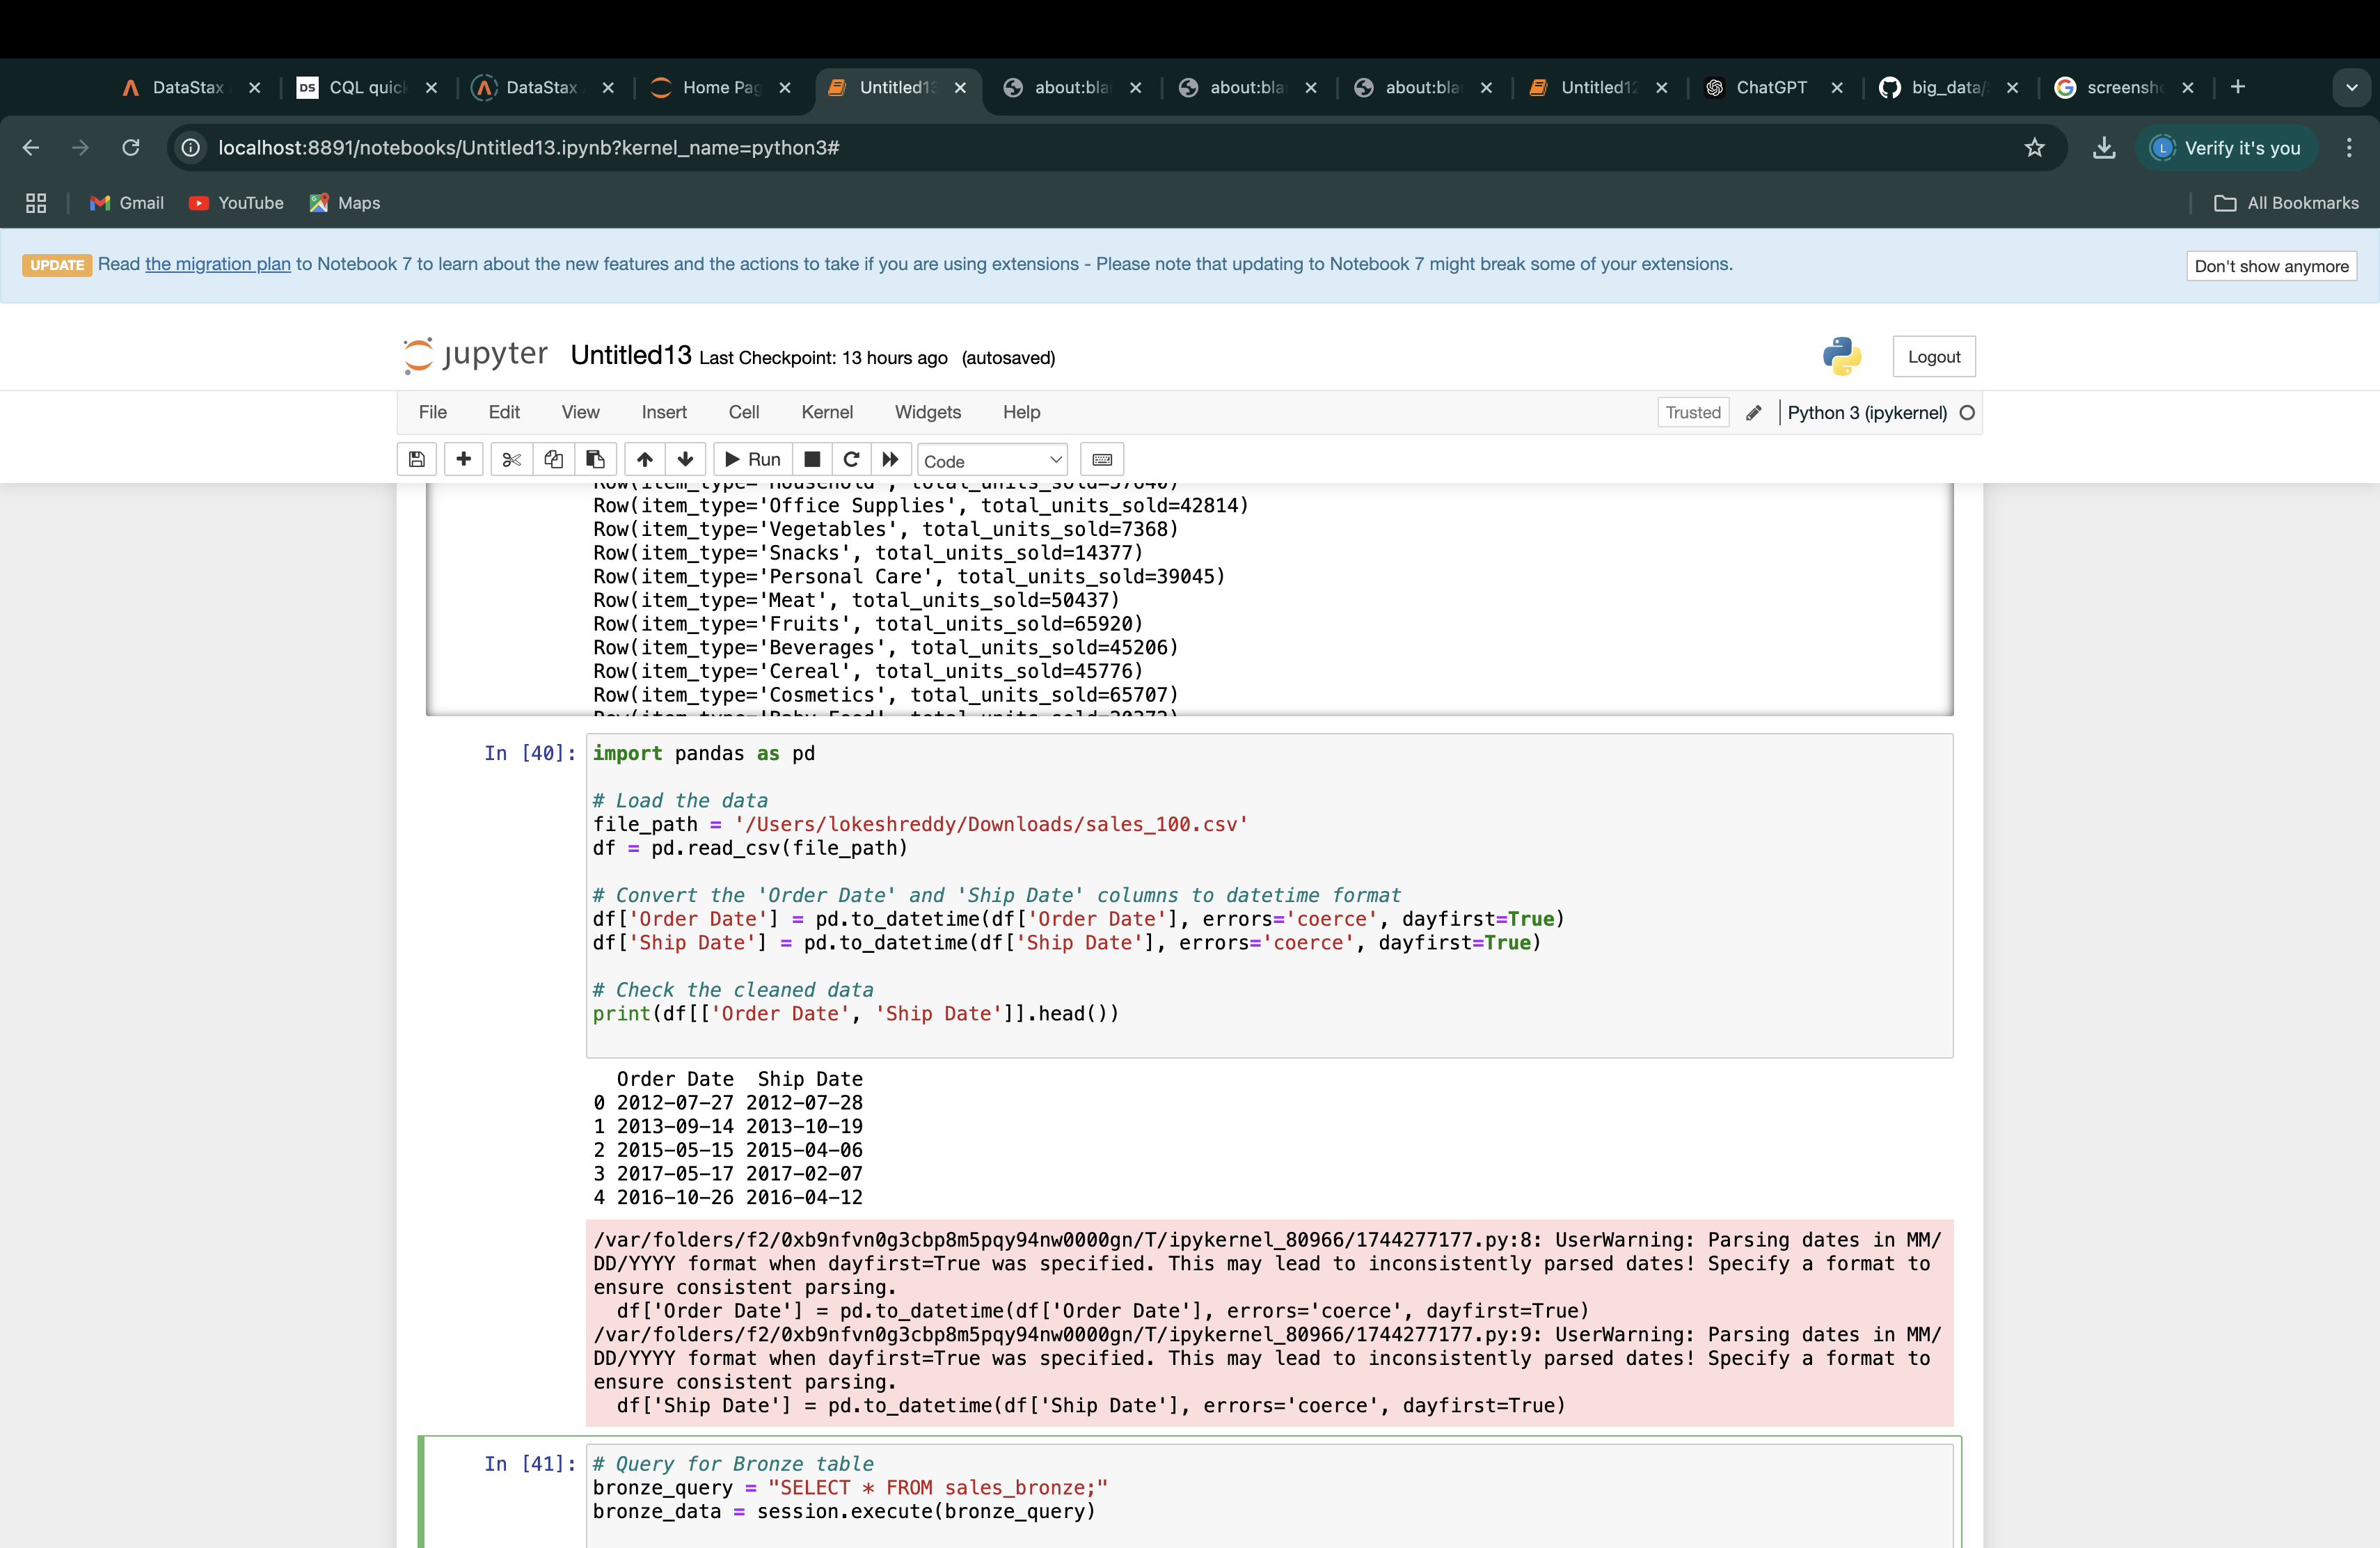 DataStax
CQL quick
DataStax
Home Pag
Untitled13
about:bla
about:bla
about:bla
Untitled12
ChatGPT
big_data/
screensh
localhost:8891/notebooks/Untitled13.ipynb?kernel_name=python3#
Verify it's you
Gmail
YouTube
Maps
All Bookmarks
UPDATE Read the migration plan to Notebook 7 to learn about the new features and the actions to take if you are using extensions - Please note that updating to Notebook 7 might break some of your extensions.
Don't show anymore
jupyter Untitled13 Last Checkpoint: 13 hours ago (autosaved)
Logout
File Edit View Insert Cell Kernel Widgets Help
Trusted
Python 3 (ipykernel)
Run
Code
Row(item_type='Household', total_units_sold=37640)
Row(item_type='Office Supplies', total_units_sold=42814)
Row(item_type='Vegetables', total_units_sold=7368)
Row(item_type='Snacks', total_units_sold=14377)
Row(item_type='Personal Care', total_units_sold=39045)
Row(item_type='Meat', total_units_sold=50437)
Row(item_type='Fruits', total_units_sold=65920)
Row(item_type='Beverages', total_units_sold=45206)
Row(item_type='Cereal', total_units_sold=45776)
Row(item_type='Cosmetics', total_units_sold=65707)
In [40]:
import pandas as pd
# Load the data
file_path = '/Users/lokeshreddy/Downloads/sales_100.csv'
df = pd.read_csv(file_path)
# Convert the 'Order Date' and 'Ship Date' columns to datetime format
df['Order Date'] = pd.to_datetime(df['Order Date'], errors='coerce', dayfirst=True)
df['Ship Date'] = pd.to_datetime(df['Ship Date'], errors='coerce', dayfirst=True)
# Check the cleaned data
print(df[['Order Date', 'Ship Date']].head())
Order Date Ship Date
0 2012-07-27 2012-07-28
1 2013-09-14 2013-10-19
2 2015-05-15 2015-04-06
3 2017-05-17 2017-02-07
4 2016-10-26 2016-04-12
/var/folders/f2/0xb9nfvn0g3cbp8m5pqy94nw0000gn/T/ipykernel_80966/1744277177.py:8: UserWarning: Parsing dates in MM/
DD/YYYY format when dayfirst=True was specified. This may lead to inconsistently parsed dates! Specify a format to
ensure consistent parsing.
df['Order Date'] = pd.to_datetime(df['Order Date'], errors='coerce', dayfirst=True)
/var/folders/f2/0xb9nfvn0g3cbp8m5pqy94nw0000gn/T/ipykernel_80966/1744277177.py:9: UserWarning: Parsing dates in MM/
DD/YYYY format when dayfirst=True was specified. This may lead to inconsistently parsed dates! Specify a format to
ensure consistent parsing.
df['Ship Date'] = pd.to_datetime(df['Ship Date'], errors='coerce', dayfirst=True)
In [41]:
# Query for Bronze table
bronze_query = "SELECT * FROM sales_bronze;"
bronze_data = session.execute(bronze_query)